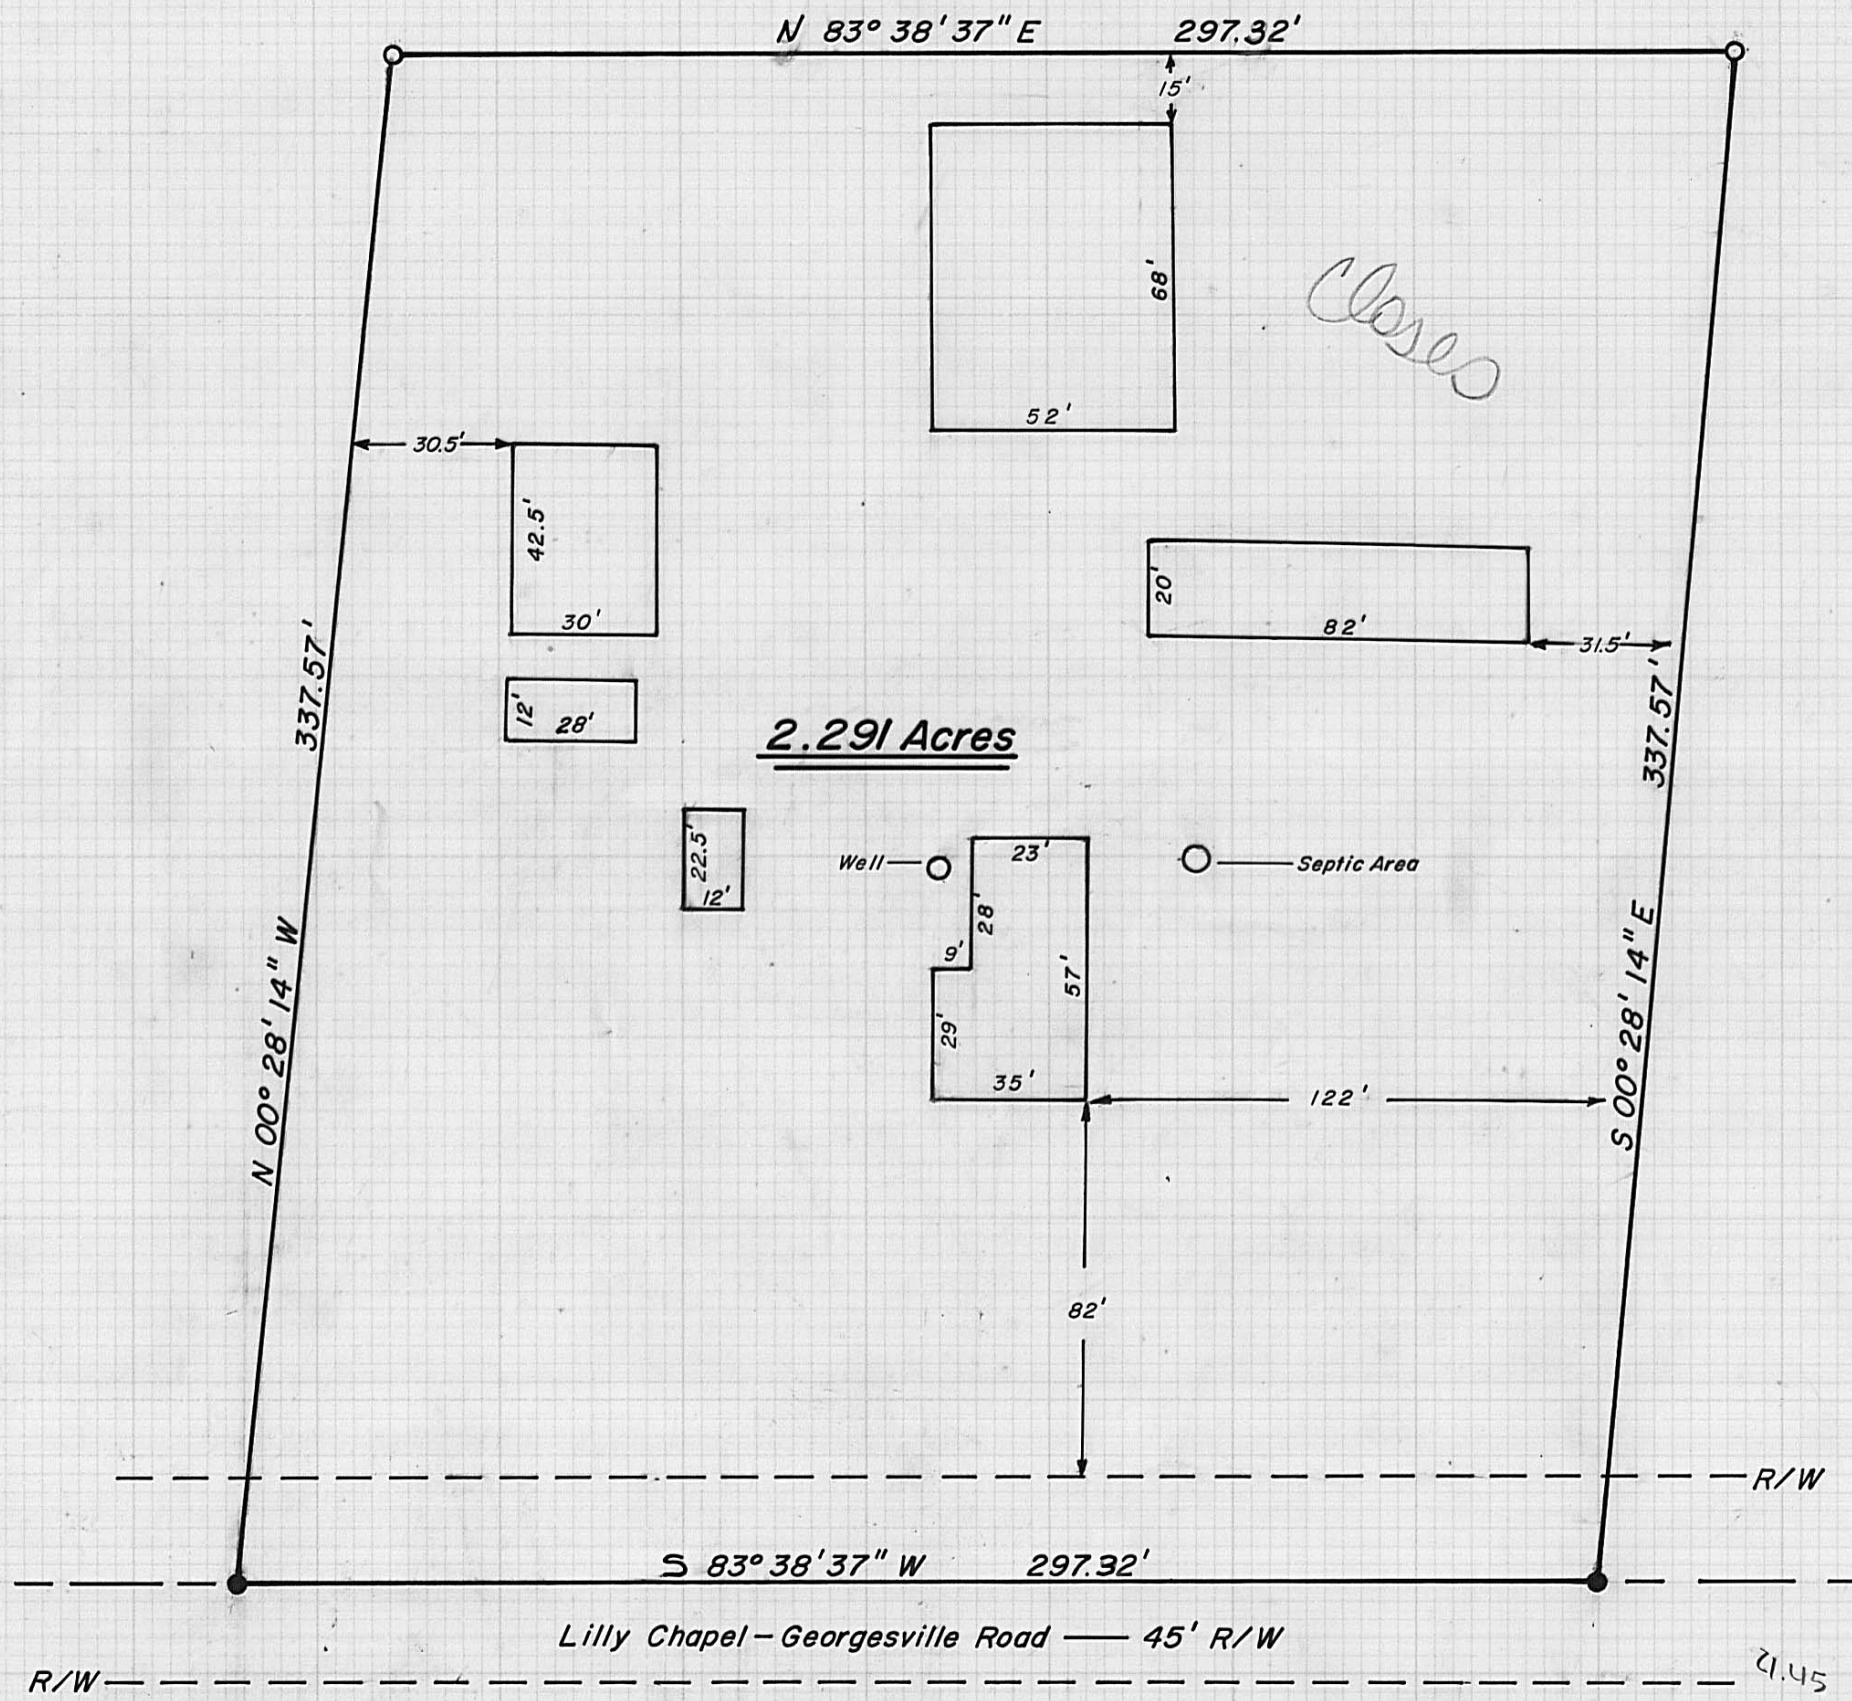 N 83° 38' 37" E 297.32'
15'
68'
Closes
52'
30.5'
42.5'
30'
20'
82'
31.5'
337.57'
337.57'
12'
28'
2.291 Acres
22.5'
12'
Well
23'
Septic Area
28'
9'
57'
29'
35'
122'
N 00° 28' 14" W
S 00° 28' 14" E
82'
R/W
S 83° 38' 37" W 297.32'
Lilly Chapel - Georgesville Road — 45' R/W
R/W